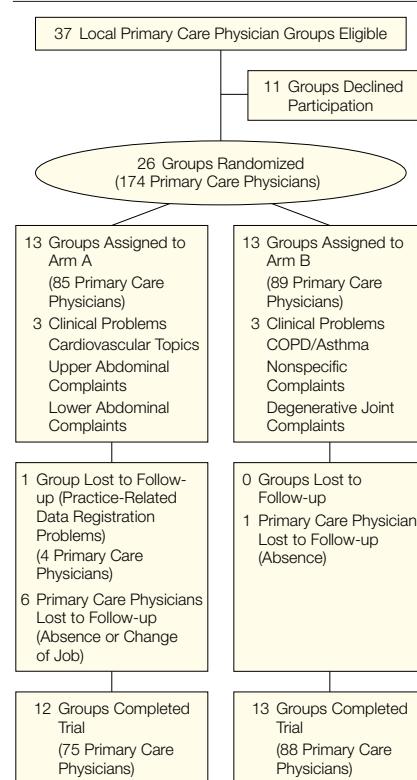 37 Local Primary Care Physician Groups Eligible
11 Groups Declined
Participation
26 Groups Randomized
(174 Primary Care Physicians)
13 Groups Assigned to
Arm A
(85 Primary Care
Physicians)
3 Clinical Problems
Cardiovascular Topics
Upper Abdominal
Complaints
Lower Abdominal
Complaints
13 Groups Assigned to
Arm B
(89 Primary Care
Physicians)
3 Clinical Problems
COPD/Asthma
Nonspecific
Complaints
Degenerative Joint
Complaints
1 Group Lost to Follow-
up (Practice-Related
Data Registration
Problems)
(4 Primary Care
Physicians)
6 Primary Care Physicians
Lost to Follow-up
(Absence or Change
of Job)
0 Groups Lost to
Follow-up
1 Primary Care Physician
Lost to Follow-up
(Absence)
12 Groups Completed
Trial
(75 Primary Care
Physicians)
13 Groups Completed
Trial
(88 Primary Care
Physicians)